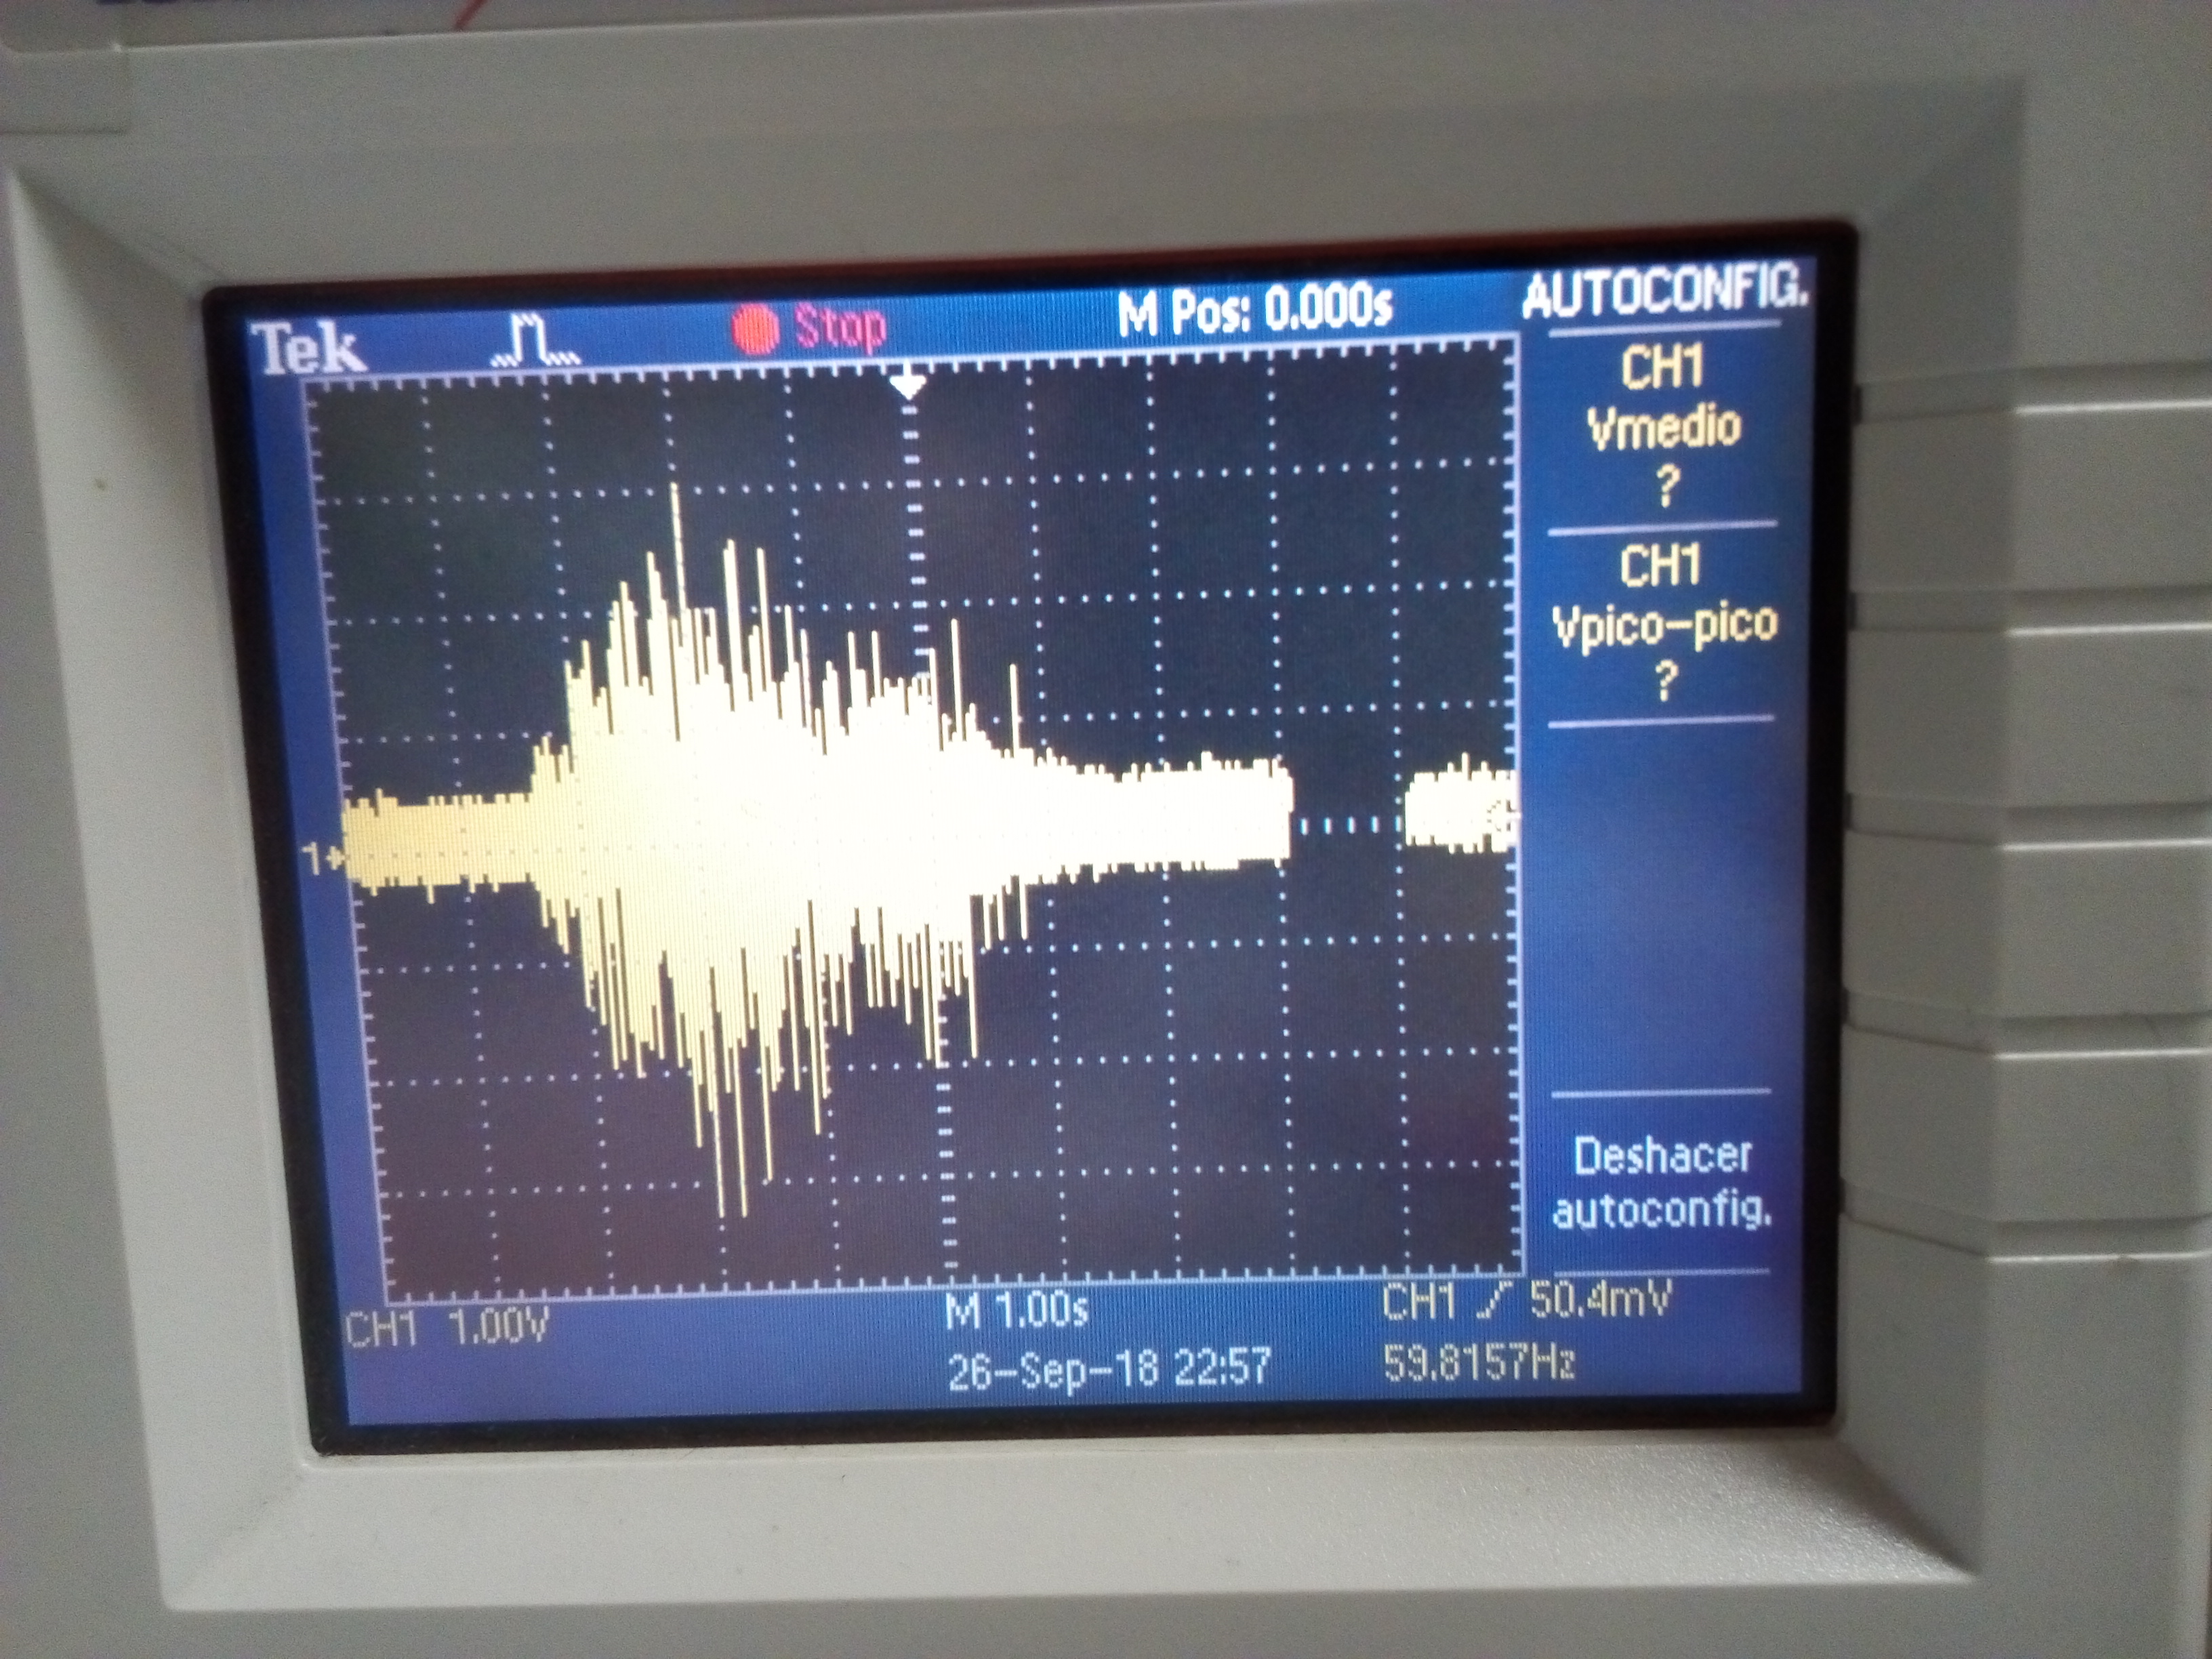 Tek Stop M Pos: 0.000s AUTOCONFIG.
CH1
Vmedio
?
CH1
Vpico-pico
?
1
Deshacer
autoconfig.
CH1 1.00V M 1.00s CH1 50.4mV
26-Sep-18 22:57 59.8157Hz